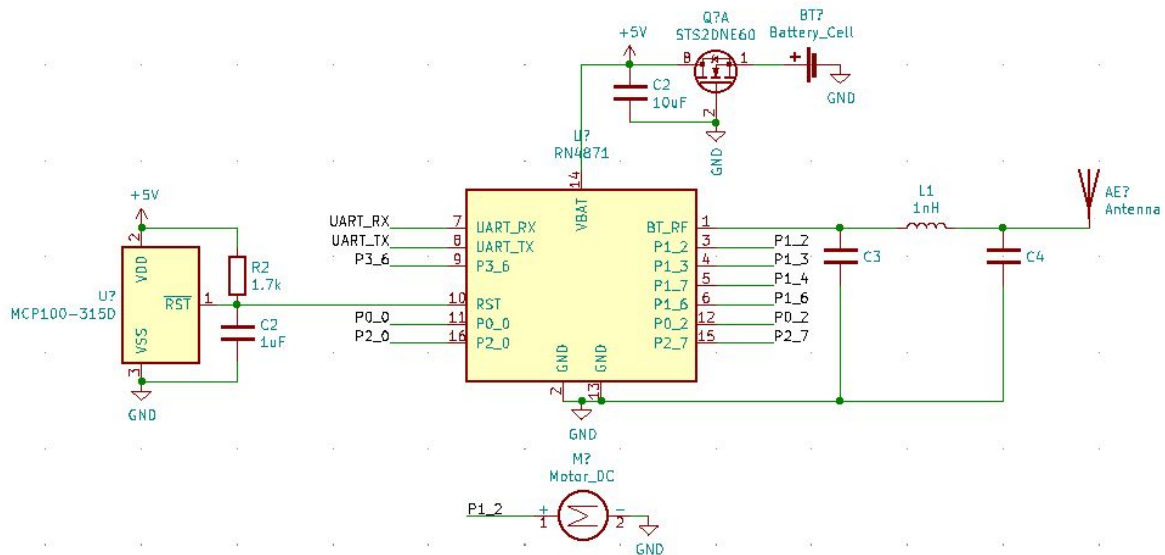 Q?A
STS2DNE60
BT?
Battery_Cell
+5V
8
1
+
C2
10uF
2
GND
GND
U?
RN4871
14
VBAT
AE?
Antenna
L1
1nH
+5V
2
VDD
R2
1.7k
U?
MCP100-315D
RST
1
VSS
3
C2
1uF
GND
UART_RX
7
UART_RX
UART_TX
8
UART_TX
P3_6
9
P3_6
10
RST
P0_0
11
P0_0
P2_0
16
P2_0
BT_RF
1
P1_2
3
P1_2
P1_3
4
P1_3
P1_7
5
P1_4
P1_6
6
P1_6
P0_2
12
P0_2
P2_7
15
P2_7
GND
GND
2
13
GND
C3
C4
M?
Motor_DC
P1_2
+
1
-
2
GND